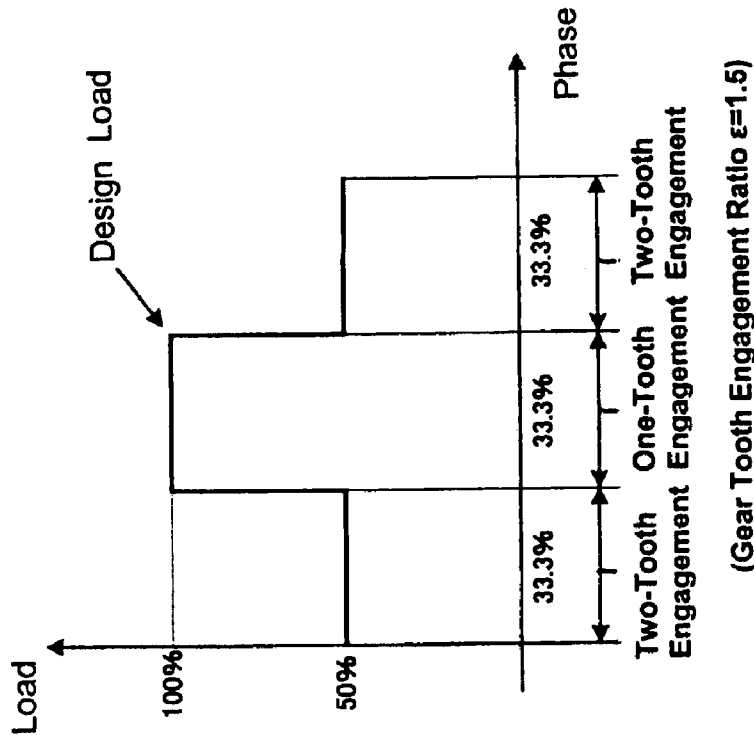 Load
Design Load
100%
50%
Phase
33.3%
33.3%
33.3%
Two-Tooth Engagement
One-Tooth Engagement
Two-Tooth Engagement
(Gear Tooth Engagement Ratio ε=1.5)